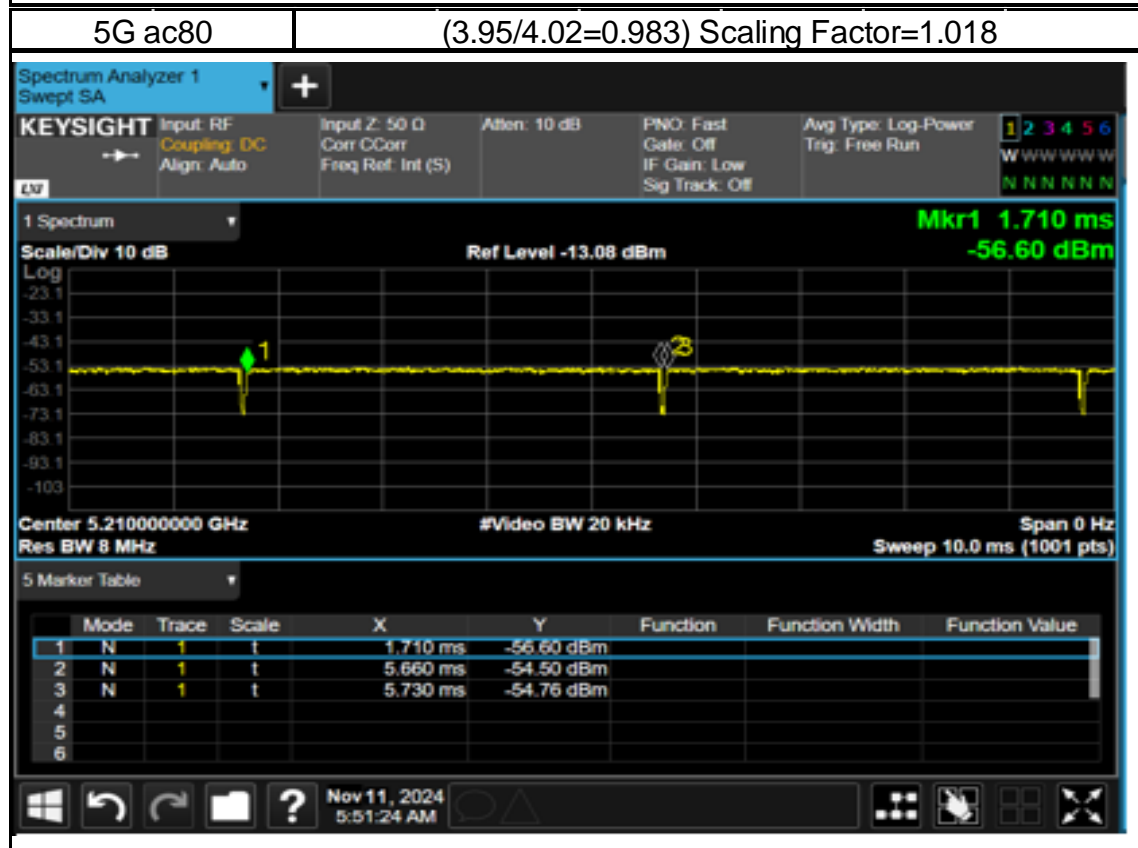 5G ac80 (3.95/4.02=0.983) Scaling Factor=1.018
Spectrum Analyzer 1
Swept SA
+
KEYSIGHT Input: RF Input Z: 50 Ω Atten: 10 dB PNO: Fast Avg Type: Log-Power 1 2 3 4 5 6
Coupling: DC Corr CCorr Gate: Off Trig: Free Run W W W W W W
Align: Auto Freq Ref: Int (S) IF Gain: Low
LXI Sig Track: Off N N N N N N
1 Spectrum Mkr1 1.710 ms
Scale/Div 10 dB Ref Level -13.08 dBm -56.60 dBm
Log
-23.1
-33.1
-43.1
1 2 3
-53.1
-63.1
-73.1
-83.1
-93.1
-103
Center 5.210000000 GHz #Video BW 20 kHz Span 0 Hz
Res BW 8 MHz Sweep 10.0 ms (1001 pts)
5 Marker Table
Mode Trace Scale X Y Function Function Width Function Value
1 N 1 t 1.710 ms -56.60 dBm
2 N 1 t 5.660 ms -54.50 dBm
3 N 1 t 5.730 ms -54.76 dBm
4
5
6
? Nov 11, 2024
5:51:24 AM